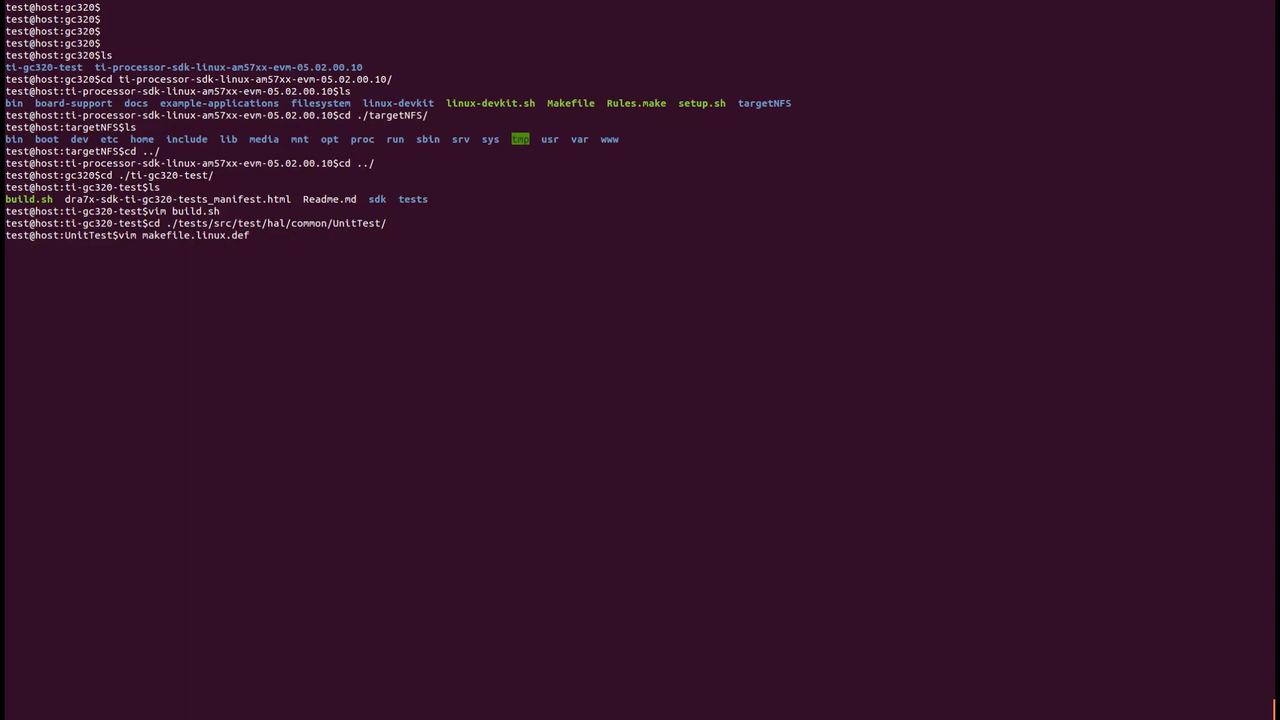 test@host:gc320$
test@host:gc320$
test@host:gc320$
test@host:gc320$
test@host:gc320$ls
ti-gc320-test  ti-processor-sdk-linux-am57xx-evm-05.02.00.10
test@host:gc320$cd ti-processor-sdk-linux-am57xx-evm-05.02.00.10/
test@host:ti-processor-sdk-linux-am57xx-evm-05.02.00.10$ls
bin  board-support  docs  example-applications  filesystem  linux-devkit  linux-devkit.sh  Makefile  Rules.make  setup.sh  targetNFS
test@host:ti-processor-sdk-linux-am57xx-evm-05.02.00.10$cd ./targetNFS/
test@host:targetNFS$ls
bin  boot  dev  etc  home  include  lib  media  mnt  opt  proc  run  sbin  srv  sys  tmp  usr  var  www
test@host:targetNFS$cd ../
test@host:ti-processor-sdk-linux-am57xx-evm-05.02.00.10$cd ../
test@host:gc320$cd ./ti-gc320-test/
test@host:ti-gc320-test$ls
build.sh  dra7x-sdk-ti-gc320-tests_manifest.html  Readme.md  sdk  tests
test@host:ti-gc320-test$vim build.sh
test@host:ti-gc320-test$cd ./tests/src/test/hal/common/UnitTest/
test@host:UnitTest$vim makefile.linux.def